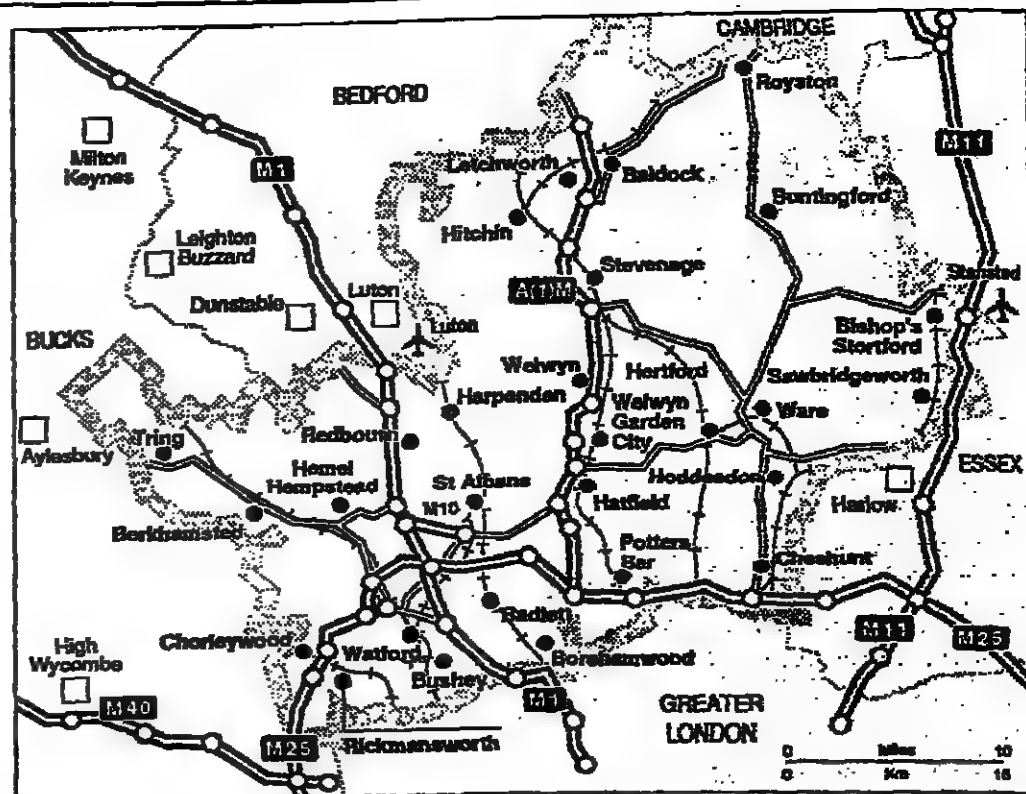 CAMBRIDGE
Royston
BEDFORD
M11
Milton
Keynes
M1
Letchworth
Baldock
Buntingford
Hitchin
Leighton
Buzzard
Stevenage
Stansted
A1M
Dunstable
Luton
Luton
BUCKS
Bishop's
Stortford
Welwyn
Hertford
Sawbridgeworth
Harpenden
Welwyn
Garden
City
Ware
Redbourn
Tring
Aylesbury
Hemel
Hempstead
St Albans
Hoddesdon
ESSEX
M10
Hatfield
Harlow
Berkhamsted
Potters
Bar
Cheshunt
Radlett
Chorleywood
M11
M25
High
Wycombe
Watford
Borehamwood
Bushey
M40
M1
GREATER
LONDON
M25
Rickmansworth
0 Miles 10
0 Km 16